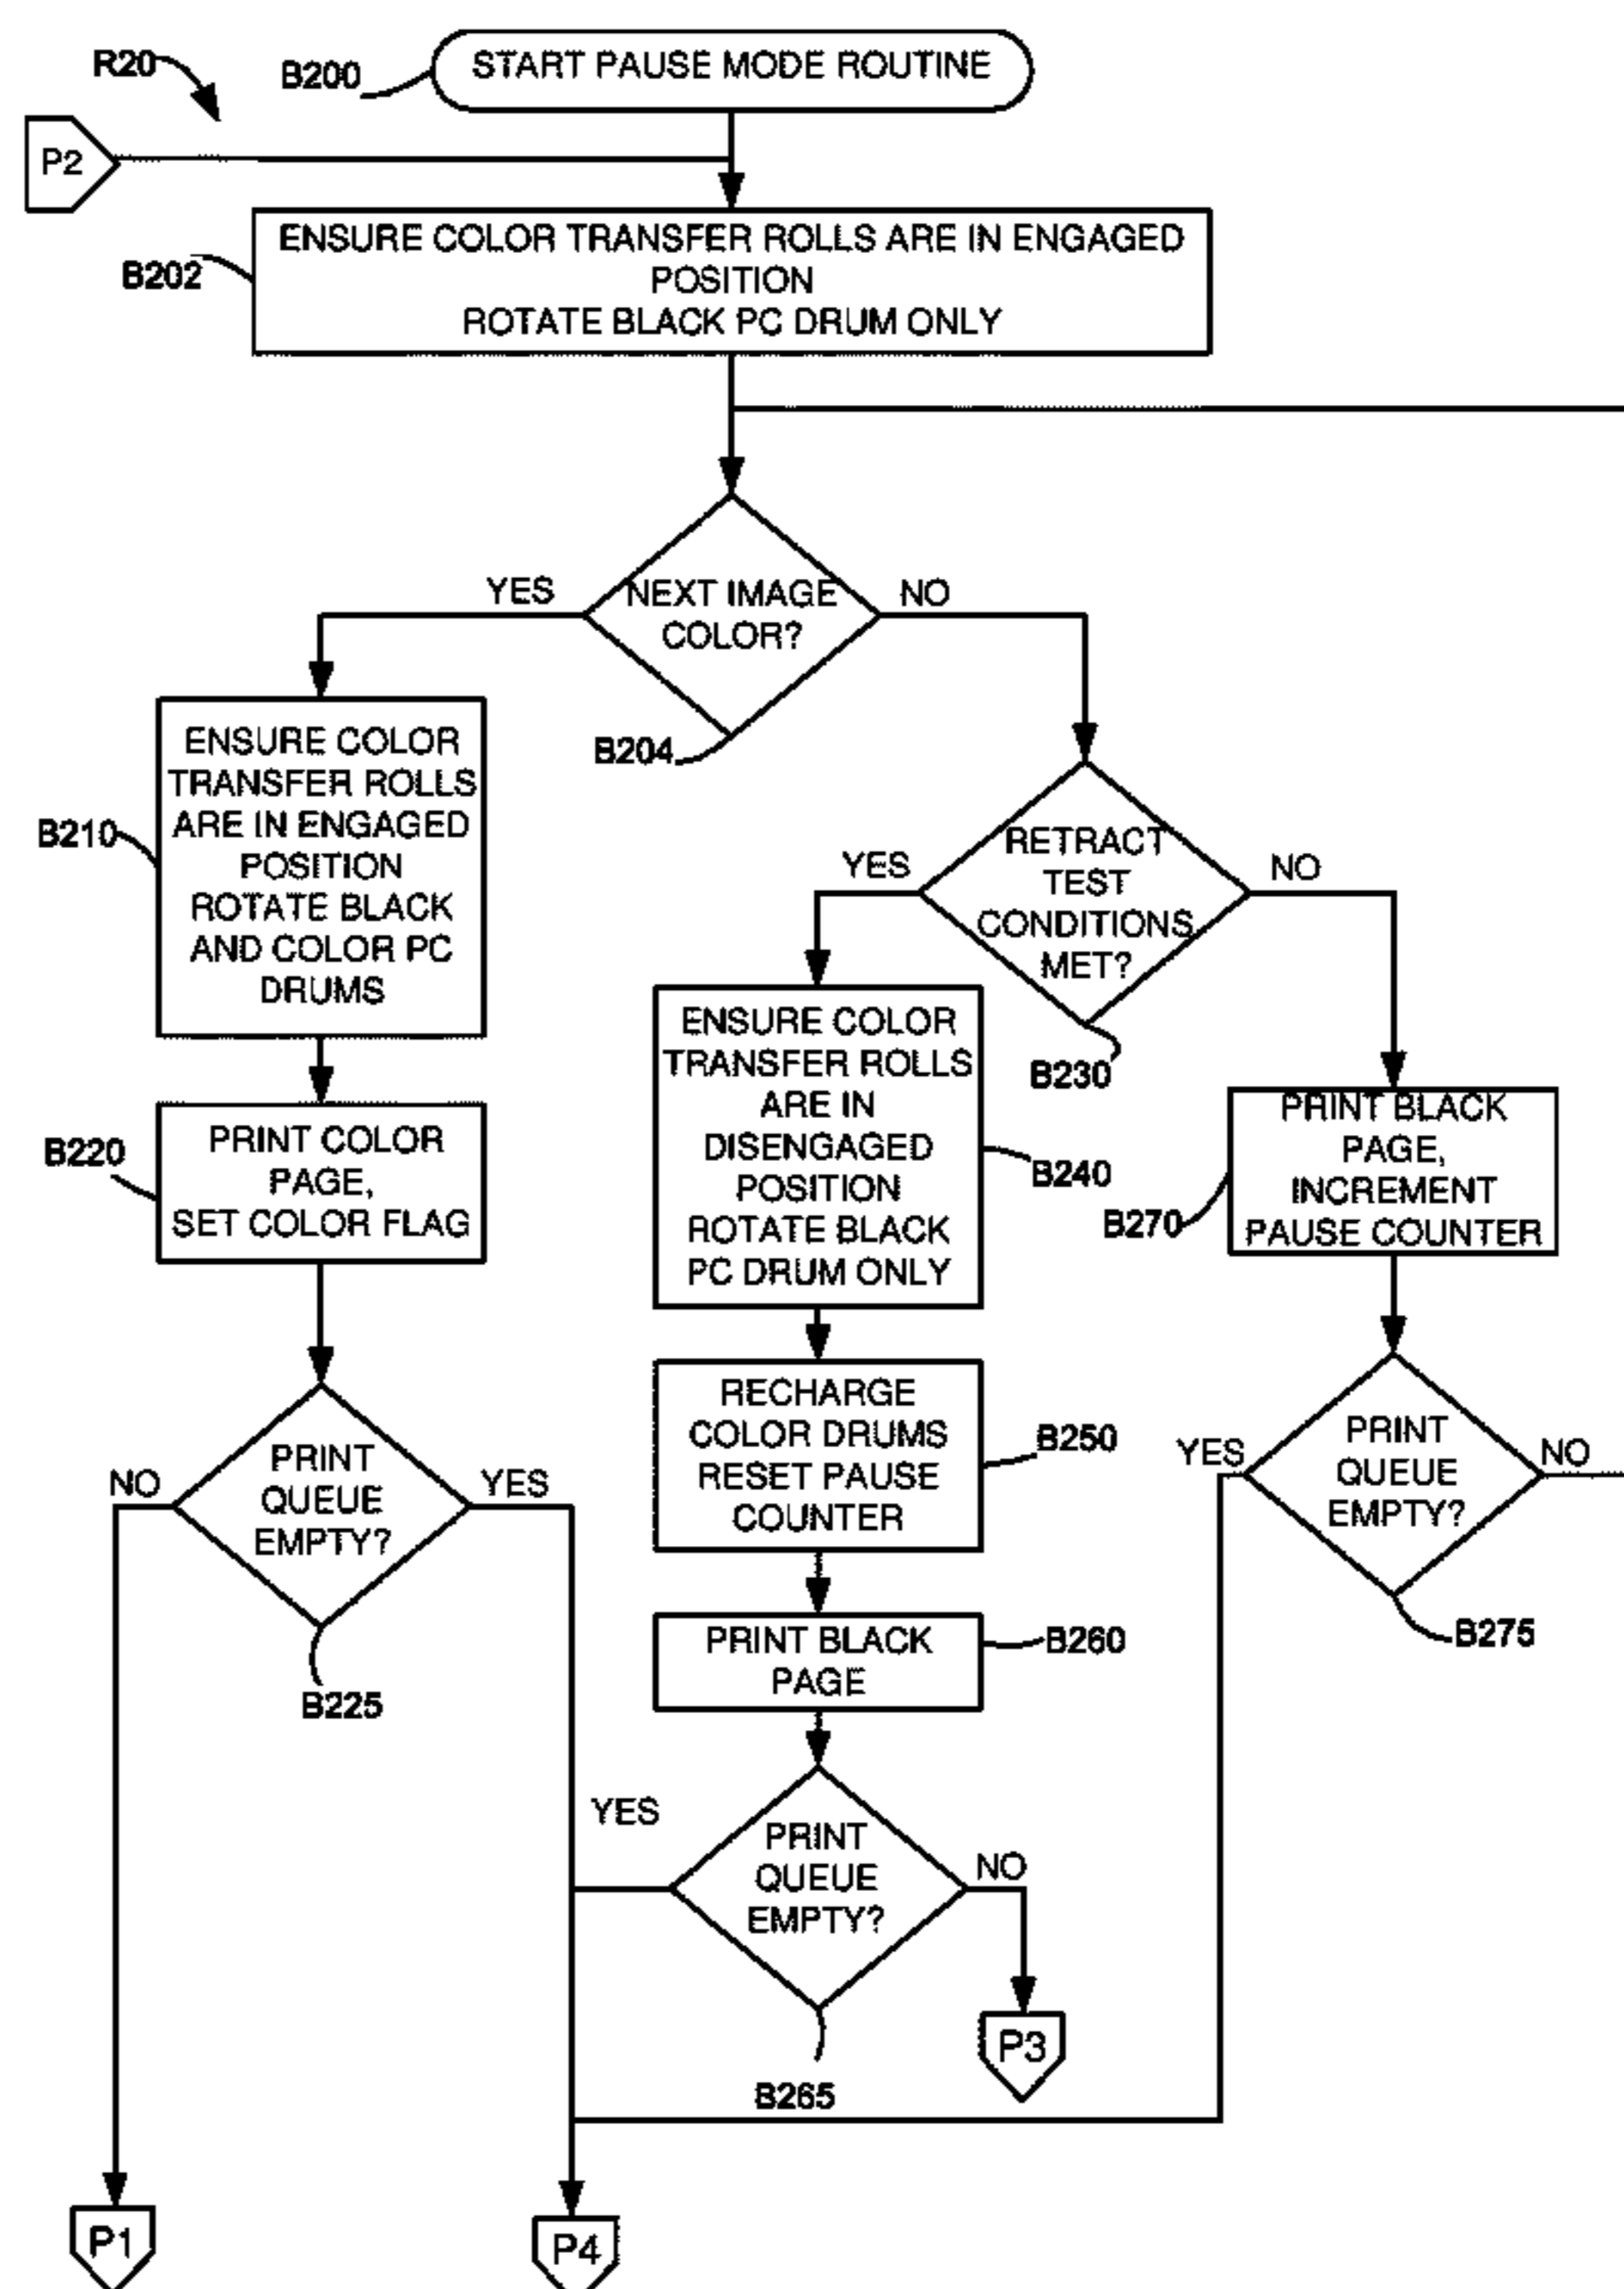 R20
B200
START PAUSE MODE ROUTINE
P2
B202
ENSURE COLOR TRANSFER ROLLS ARE IN ENGAGED
POSITION
ROTATE BLACK PC DRUM ONLY
YES
NEXT IMAGE
COLOR?
NO
B204
B210
ENSURE COLOR
TRANSFER ROLLS
ARE IN ENGAGED
POSITION
ROTATE BLACK
AND COLOR PC
DRUMS
YES
RETRACT
TEST
CONDITIONS
MET?
NO
B230
B220
PRINT COLOR
PAGE,
SET COLOR FLAG
ENSURE COLOR
TRANSFER ROLLS
ARE IN
DISENGAGED
POSITION
ROTATE BLACK
PC DRUM ONLY
B240
B270
PRINT BLACK
PAGE,
INCREMENT
PAUSE COUNTER
NO
PRINT
QUEUE
EMPTY?
YES
B225
RECHARGE
COLOR DRUMS
RESET PAUSE
COUNTER
B250
YES
PRINT
QUEUE
EMPTY?
NO
B275
PRINT BLACK
PAGE
B260
YES
PRINT
QUEUE
EMPTY?
NO
B265
P3
P1
P4